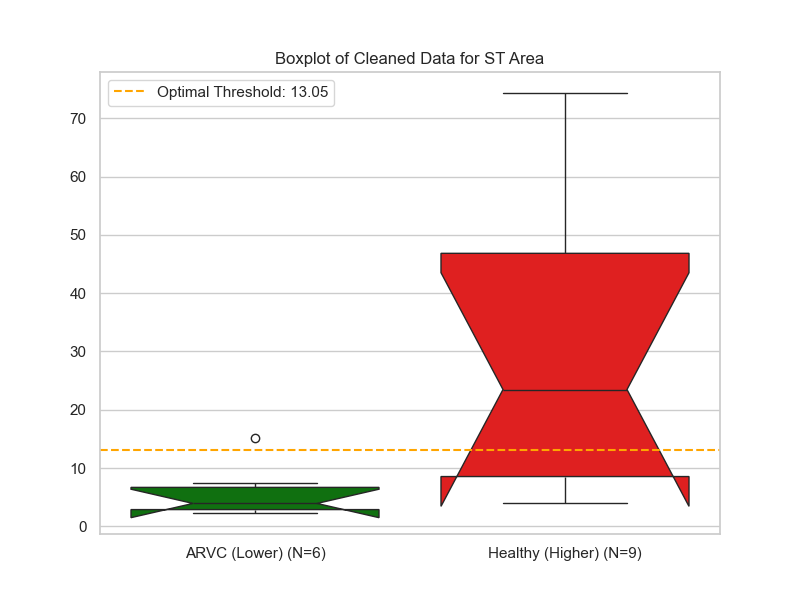 Boxplot of Cleaned Data for ST Area
Optimal Threshold: 13.05
70
60
50
40
30
20
10
0
ARVC (Lower) (N=6)
Healthy (Higher) (N=9)